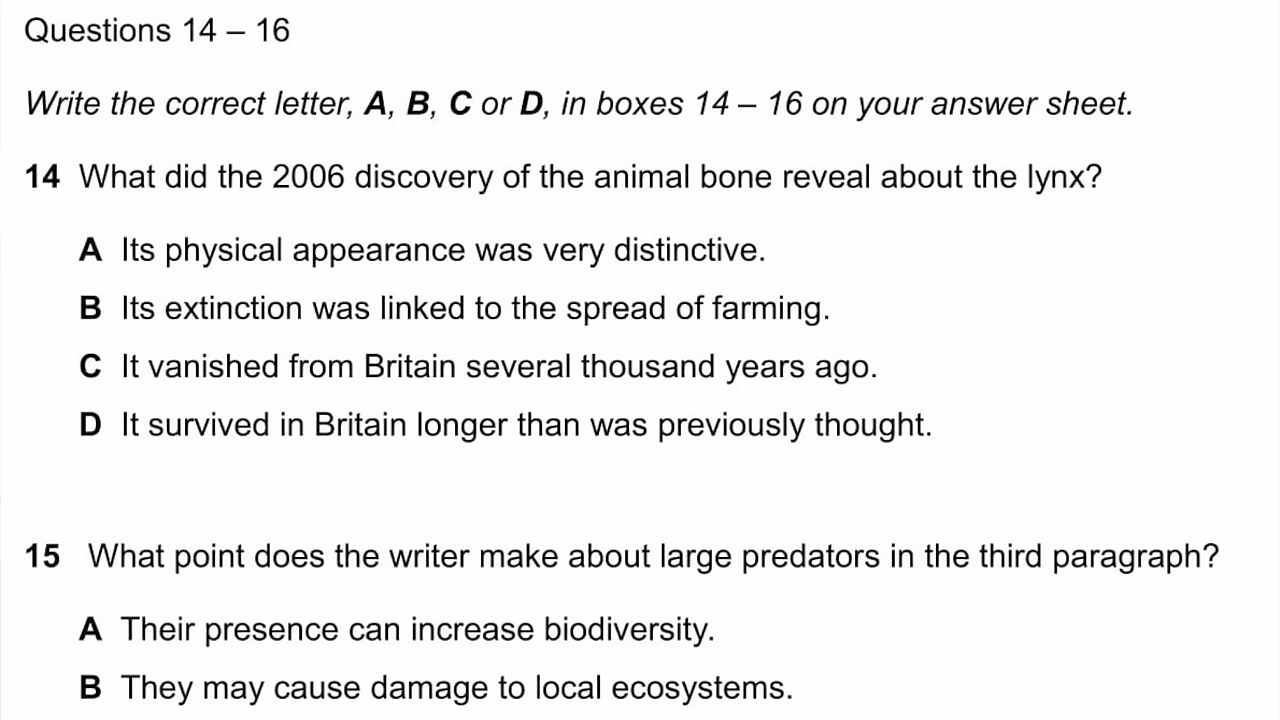 Questions 14 – 16
Write the correct letter, A, B, C or D, in boxes 14 – 16 on your answer sheet.
14 What did the 2006 discovery of the animal bone reveal about the lynx?
A Its physical appearance was very distinctive.
B Its extinction was linked to the spread of farming.
C It vanished from Britain several thousand years ago.
D It survived in Britain longer than was previously thought.
15 What point does the writer make about large predators in the third paragraph?
A Their presence can increase biodiversity.
B They may cause damage to local ecosystems.